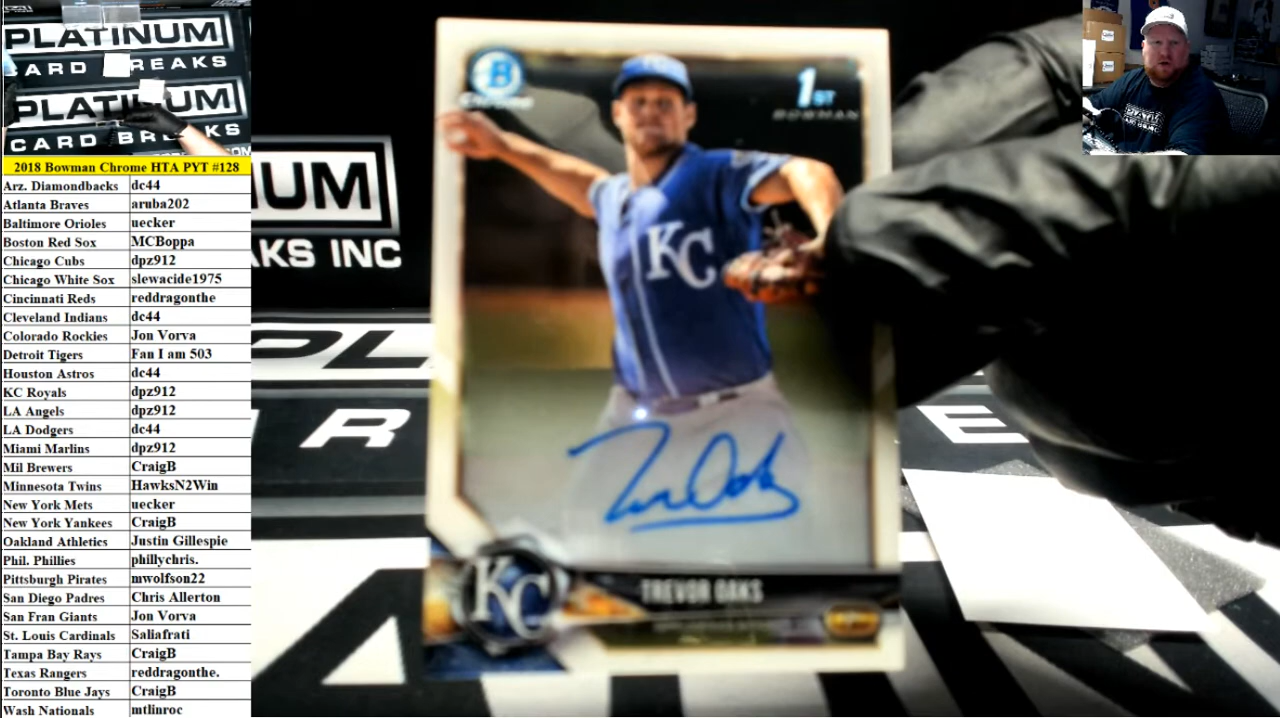 PLATINUM
CARD BREAKS
PLATINUM
CARD BREAKS
2018 Bowman Chrome HTA PYT #128
Arz. Diamondbacks dc44
Atlanta Braves aruba202
Baltimore Orioles uecker
Boston Red Sox MCBoppa
Chicago Cubs dpz912
Chicago White Sox slewacide1975
Cincinnati Reds reddragonthe
Cleveland Indians dc44
Colorado Rockies Jon Vorva
Detroit Tigers Fan I am 503
Houston Astros dc44
KC Royals dpz912
LA Angels dpz912
LA Dodgers dc44
Miami Marlins dpz912
Mil Brewers CraigB
Minnesota Twins HawksN2Win
New York Mets uecker
New York Yankees CraigB
Oakland Athletics Justin Gillespie
Phil. Phillies phillychris.
Pittsburgh Pirates mwolfson22
San Diego Padres Chris Allerton
San Fran Giants Jon Vorva
St. Louis Cardinals Saliafrati
Tampa Bay Rays CraigB
Texas Rangers reddragonthe.
Toronto Blue Jays CraigB
Wash Nationals mtlinroc
B
Chrome
1ST
BOWMAN
KC
KC
TREVOR OAKS
NUM
AKS INC
PL
R
E